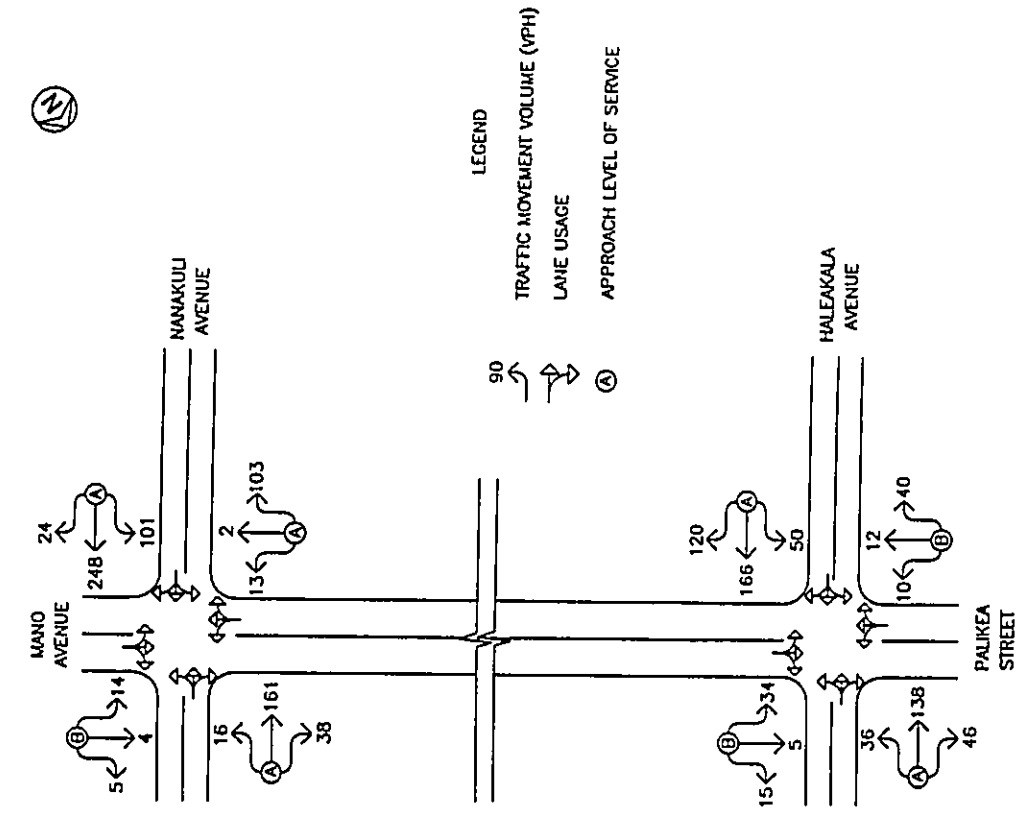 N
LEGEND
90
TRAFFIC MOVEMENT VOLUME (VPH)
LANE USAGE
A
APPROACH LEVEL OF SERVICE
MANO
AVENUE
NANAKULI
AVENUE
24
248
101
A
13
2
103
A
5
4
14
B
16
161
38
A
HALEAKALA
AVENUE
PALIKEA
STREET
120
166
50
A
10
12
40
B
15
5
34
B
36
138
46
A